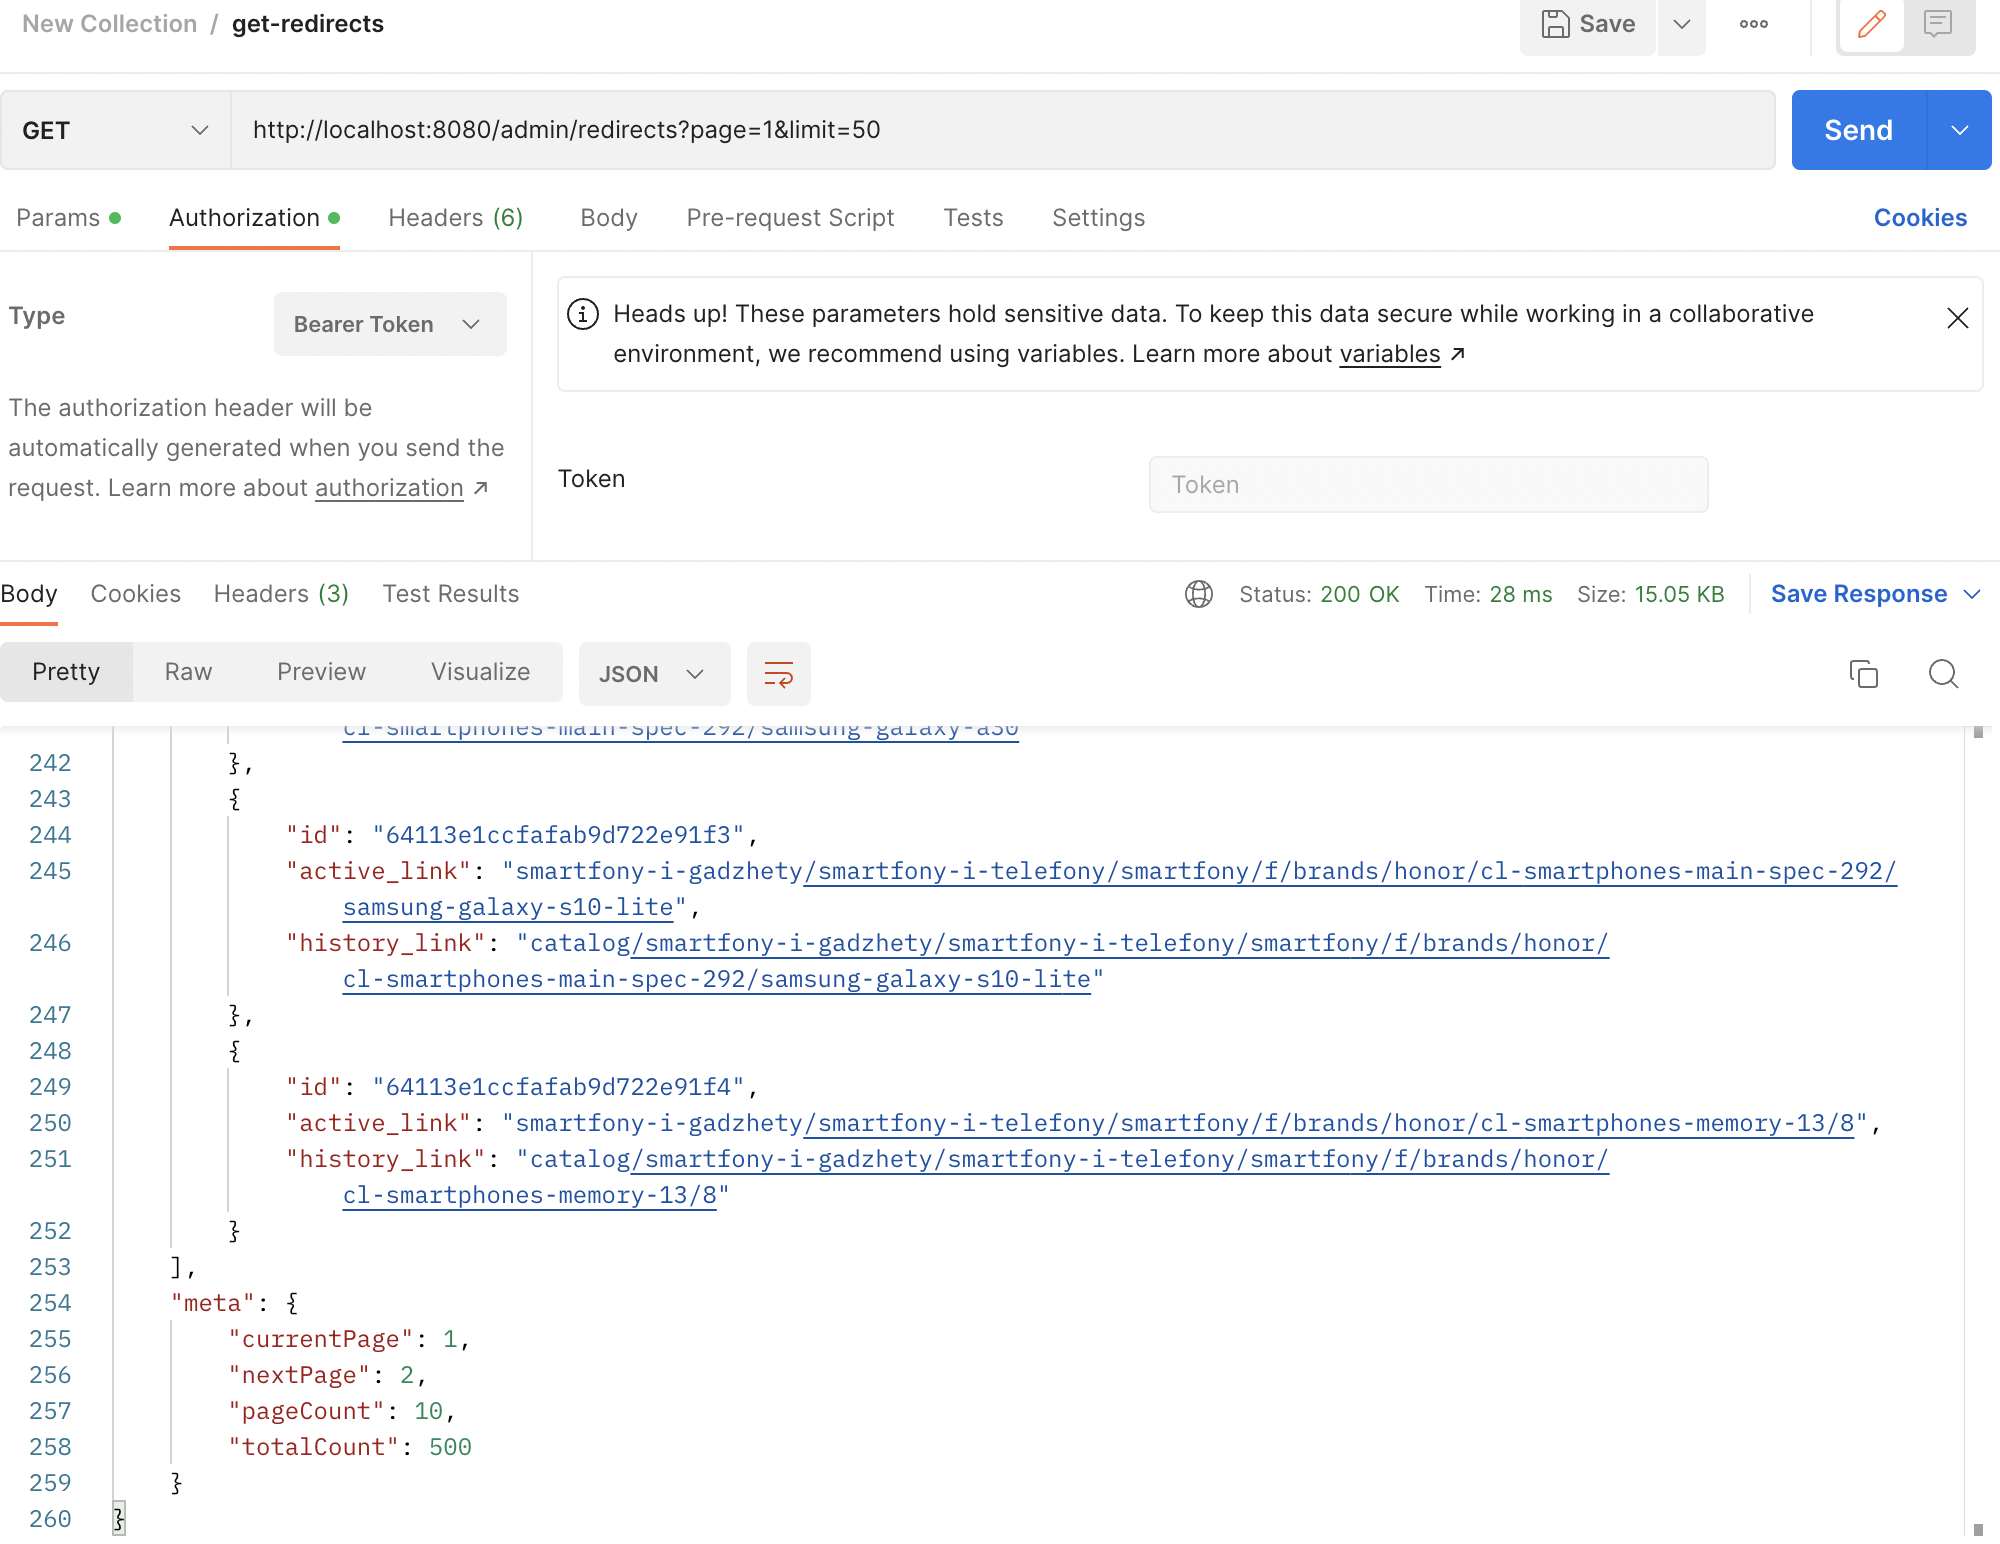 New Collection / get-redirects
Save
GET
http://localhost:8080/admin/redirects?page=1&limit=50
Send
Params
Authorization
Headers (6)
Body
Pre-request Script
Tests
Settings
Cookies
Type
Bearer Token
The authorization header will be
automatically generated when you send the
request. Learn more about authorization ↗
Heads up! These parameters hold sensitive data. To keep this data secure while working in a collaborative
environment, we recommend using variables. Learn more about variables ↗
Token
Token
Body
Cookies
Headers (3)
Test Results
Status: 200 OK
Time: 28 ms
Size: 15.05 KB
Save Response
Pretty
Raw
Preview
Visualize
JSON
cl-smartphones-main-spec-292/samsung-galaxy-a30
242 },
243 {
244 "id": "64113e1ccfafab9d722e91f3",
245 "active_link": "smartfony-i-gadzhety/smartfony-i-telefony/smartfony/f/brands/honor/cl-smartphones-main-spec-292/
samsung-galaxy-s10-lite",
246 "history_link": "catalog/smartfony-i-gadzhety/smartfony-i-telefony/smartfony/f/brands/honor/
cl-smartphones-main-spec-292/samsung-galaxy-s10-lite"
247 },
248 {
249 "id": "64113e1ccfafab9d722e91f4",
250 "active_link": "smartfony-i-gadzhety/smartfony-i-telefony/smartfony/f/brands/honor/cl-smartphones-memory-13/8",
251 "history_link": "catalog/smartfony-i-gadzhety/smartfony-i-telefony/smartfony/f/brands/honor/
cl-smartphones-memory-13/8"
252 }
253 ],
254 "meta": {
255 "currentPage": 1,
256 "nextPage": 2,
257 "pageCount": 10,
258 "totalCount": 500
259 }
260 }